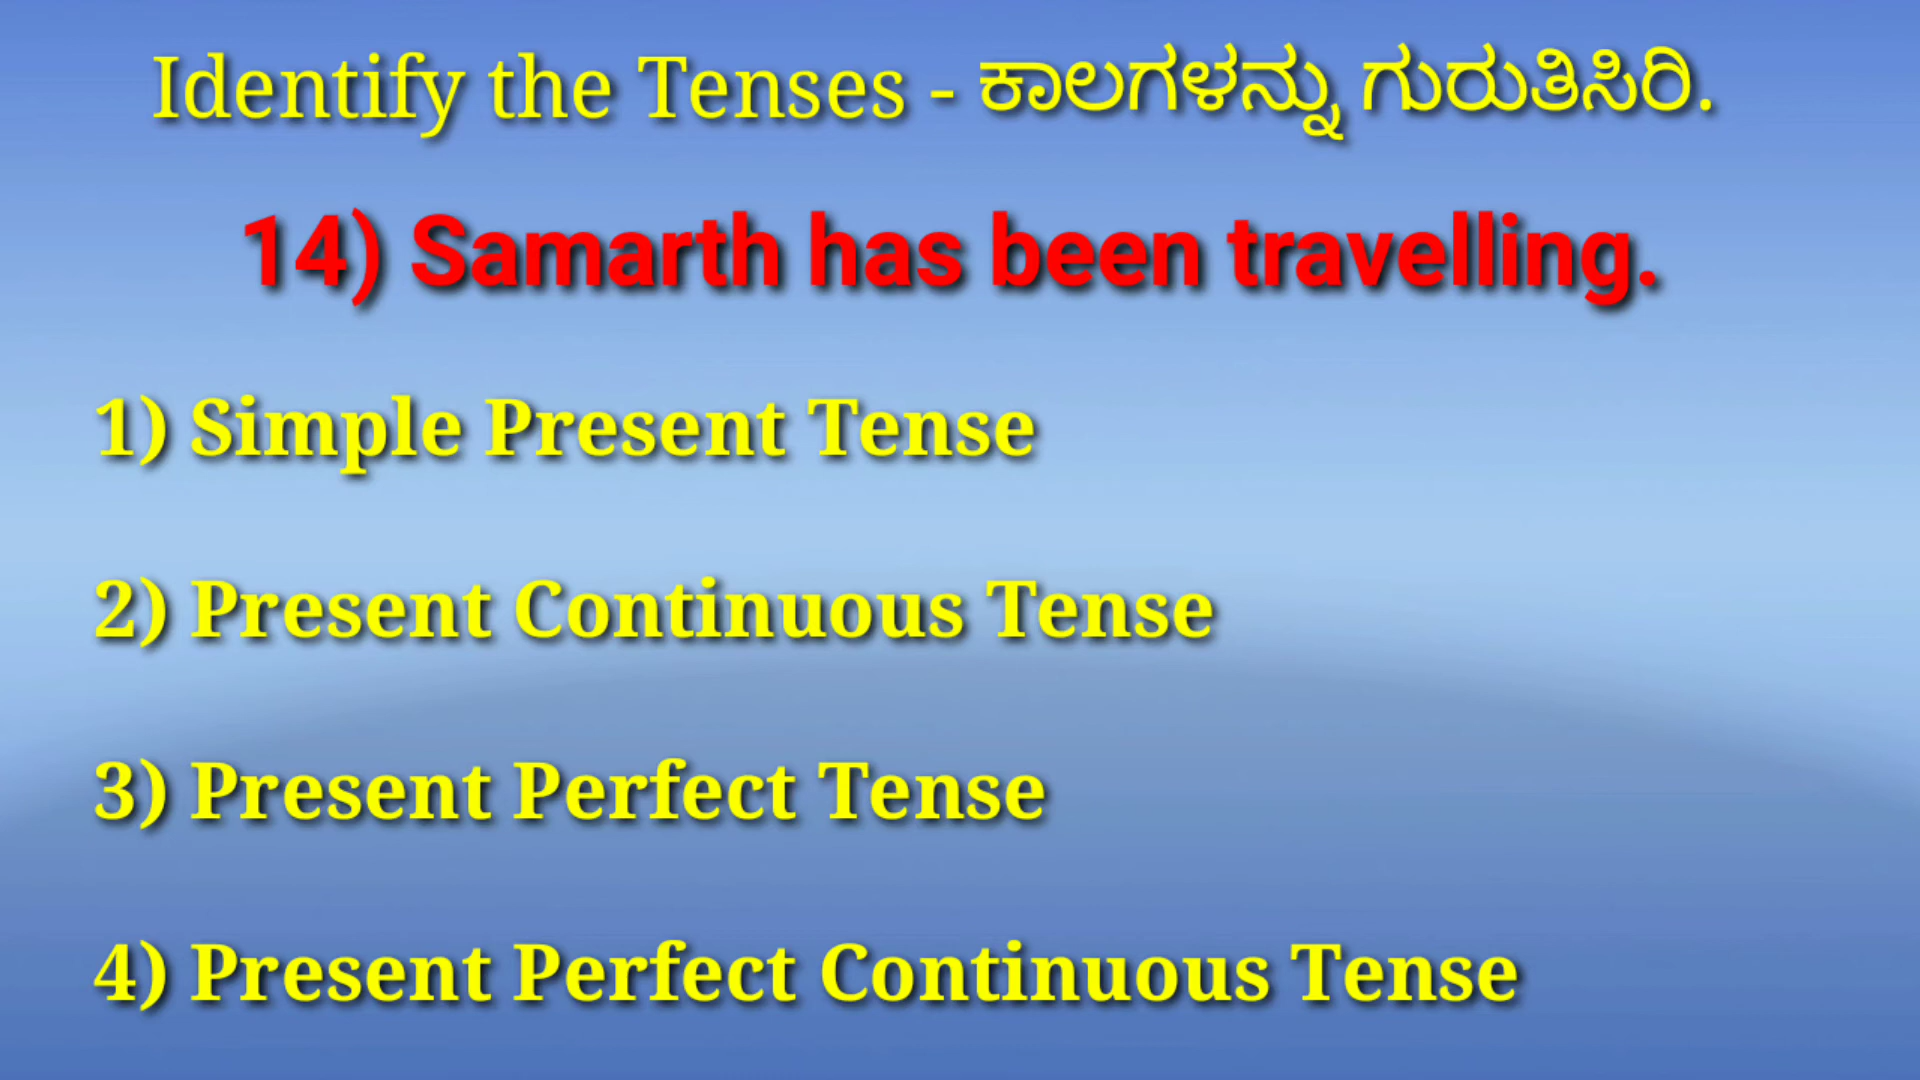 Identify the Tenses - ಕಾಲಗಳನ್ನು ಗುರುತಿಸಿರಿ.
14) Samarth has been travelling.
1) Simple Present Tense
2) Present Continuous Tense
3) Present Perfect Tense
4) Present Perfect Continuous Tense